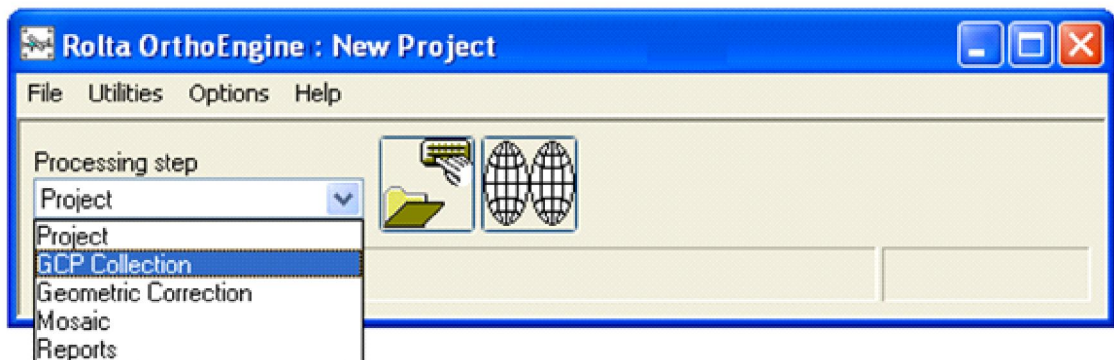 Rolta OrthoEngine : New Project
File Utilities Options Help
Processing step
Project
Project
GCP Collection
Geometric Correction
Mosaic
Reports